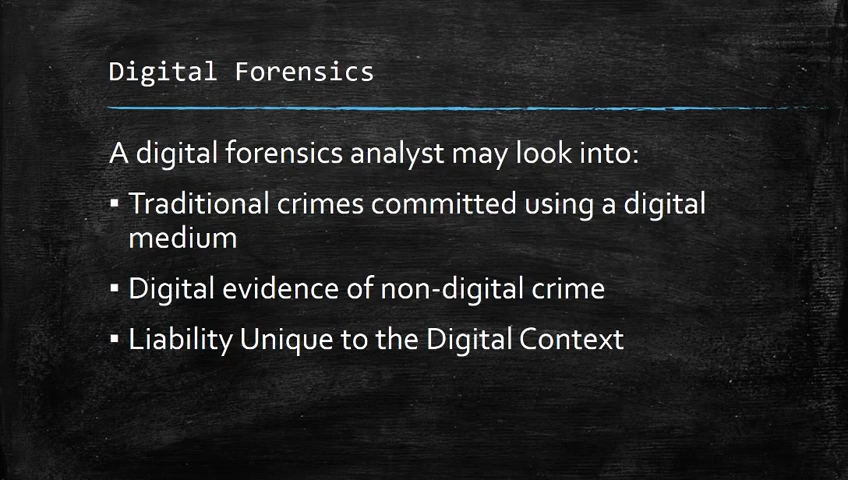 Digital Forensics
A digital forensics analyst may look into:
▪ Traditional crimes committed using a digital
medium
▪ Digital evidence of non-digital crime
▪ Liability Unique to the Digital Context